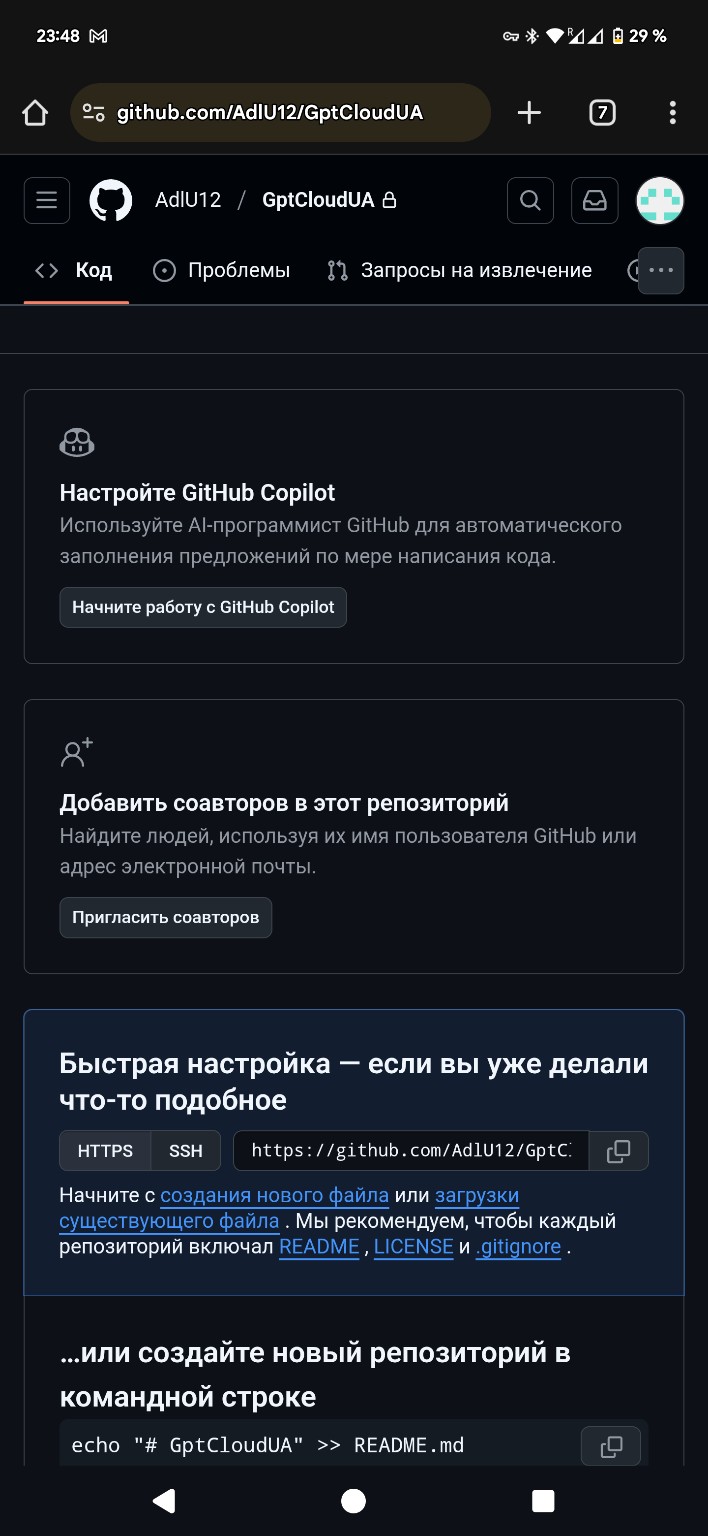 23:48
R
29 %
github.com/AdlU12/GptCloudUA
7
AdlU12 / GptCloudUA
Код
Проблемы
Запросы на извлечение
Настройте GitHub Copilot
Используйте AI-программист GitHub для автоматического
заполнения предложений по мере написания кода.
Начните работу с GitHub Copilot
Добавить соавторов в этот репозиторий
Найдите людей, используя их имя пользователя GitHub или
адрес электронной почты.
Пригласить соавторов
Быстрая настройка — если вы уже делали
что-то подобное
HTTPS
SSH
https://github.com/AdlU12/GptC
Начните с создания нового файла или загрузки
существующего файла . Мы рекомендуем, чтобы каждый
репозиторий включал README , LICENSE и .gitignore .
…или создайте новый репозиторий в
командной строке
echo "# GptCloudUA" >> README.md